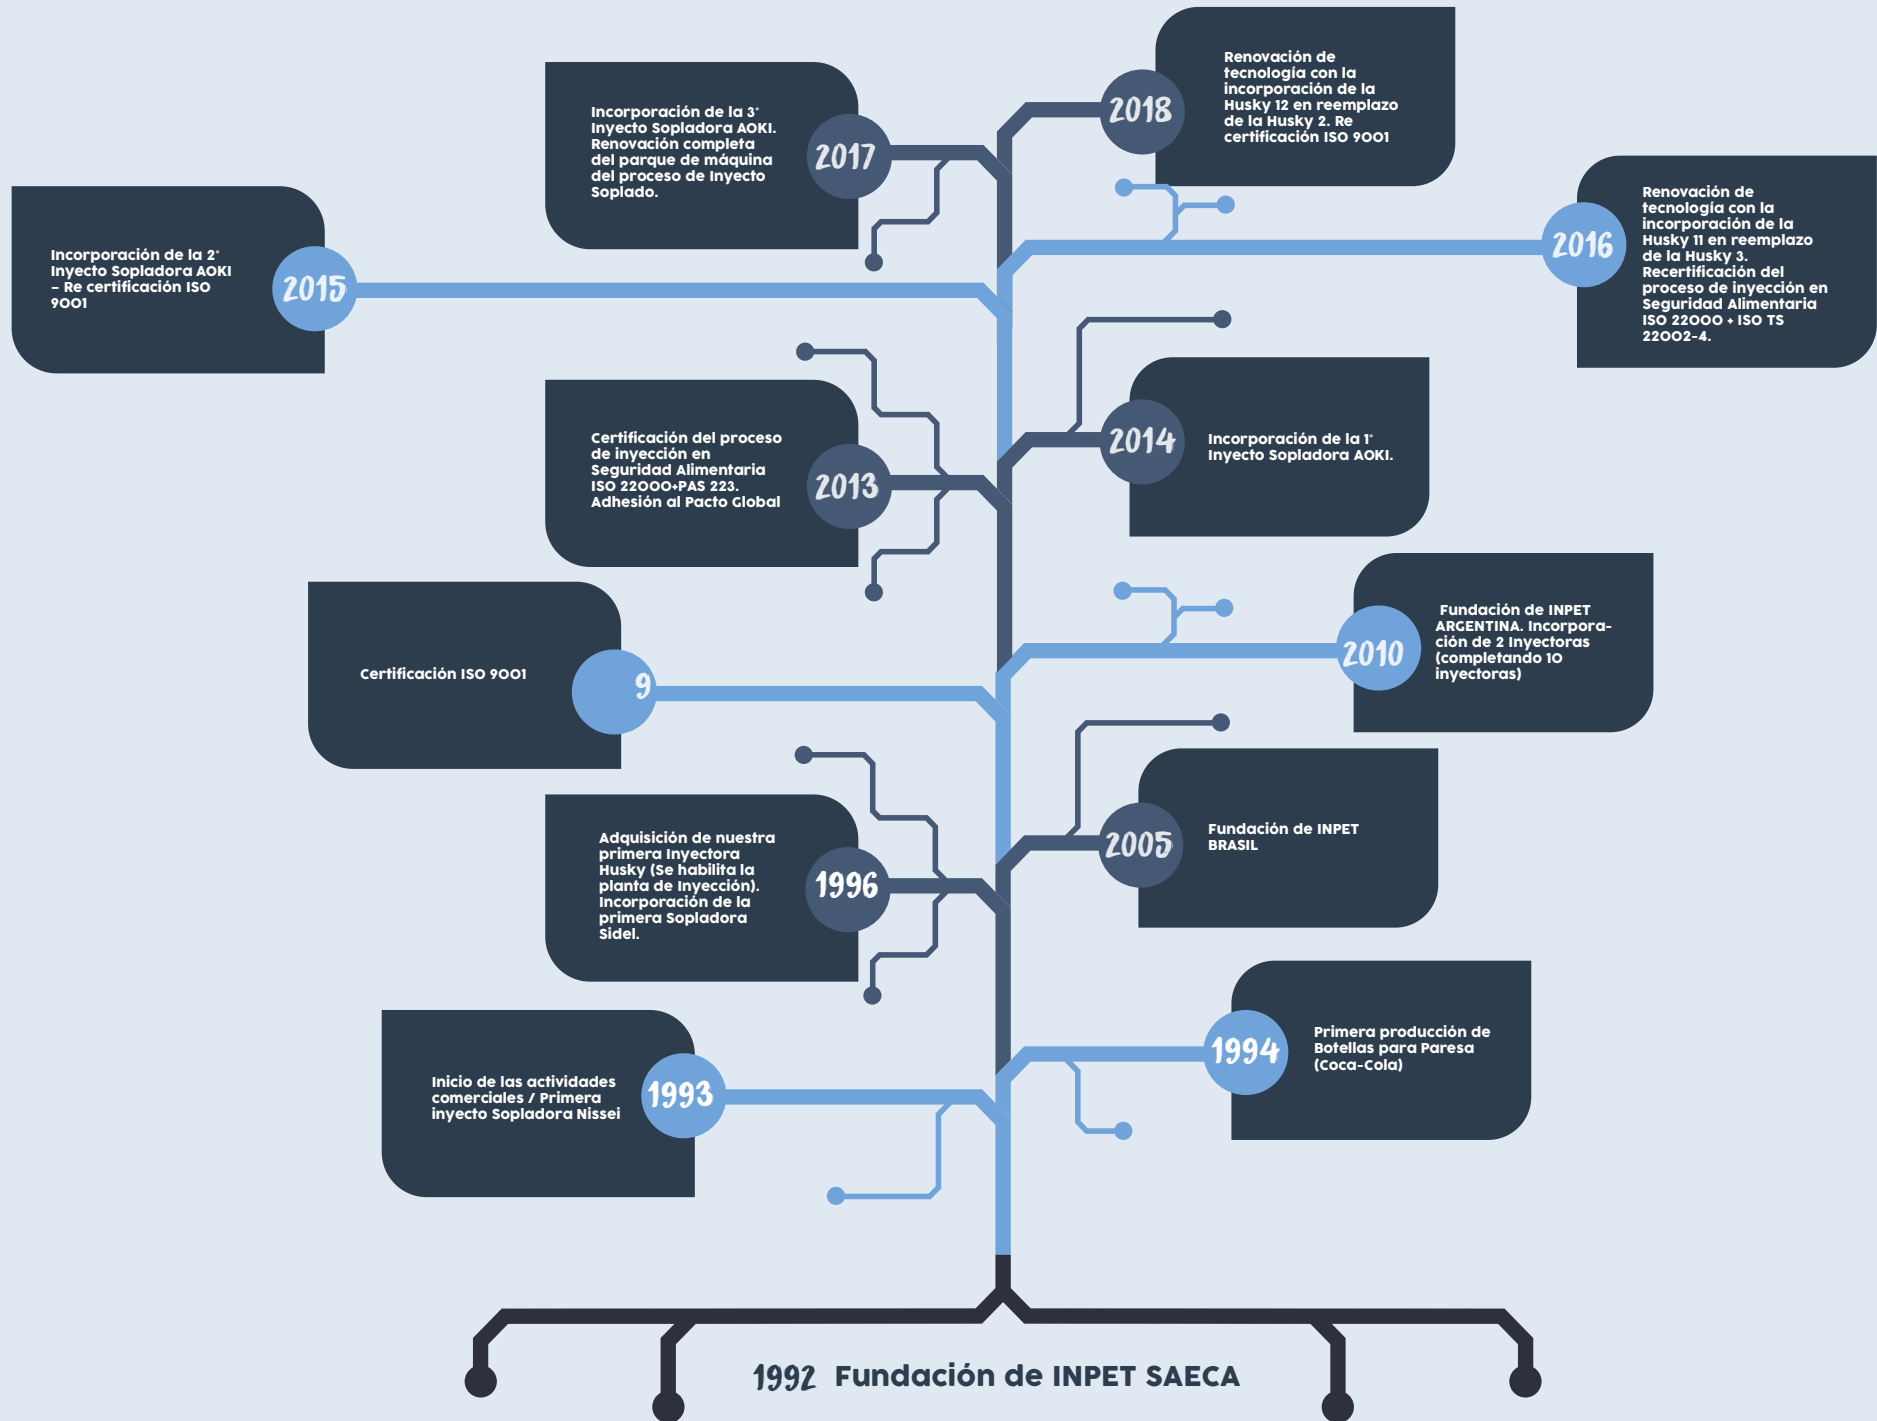 2018
Renovación de
tecnología con la
incorporación de la
Husky 12 en reemplazo
de la Husky 2. Re
certificación ISO 9001
2017
Incorporación de la 3°
Inyecto Sopladora AOKI.
Renovación completa
del parque de máquina
del proceso de Inyecto
Soplado.
2016
Renovación de
tecnología con la
incorporación de la
Husky 11 en reemplazo
de la Husky 3.
Recertificación del
proceso de inyección en
Seguridad Alimentaria
ISO 22000 + ISO TS
22002-4.
2015
Incorporación de la 2°
Inyecto Sopladora AOKI
– Re certificación ISO
9001
2014
Incorporación de la 1°
Inyecto Sopladora AOKI.
2013
Certificación del proceso
de inyección en
Seguridad Alimentaria
ISO 22000+PAS 223.
Adhesión al Pacto Global
2010
Fundación de INPET
ARGENTINA. Incorpora-
ción de 2 Inyectoras
(completando 10
inyectoras)
9
Certificación ISO 9001
2005
Fundación de INPET
BRASIL
1996
Adquisición de nuestra
primera Inyectora
Husky (Se habilita la
planta de Inyección).
Incorporación de la
primera Sopladora
Sidel.
1994
Primera producción de
Botellas para Paresa
(Coca-Cola)
1993
Inicio de las actividades
comerciales / Primera
inyecto Sopladora Nissei
1992 Fundación de INPET SAECA